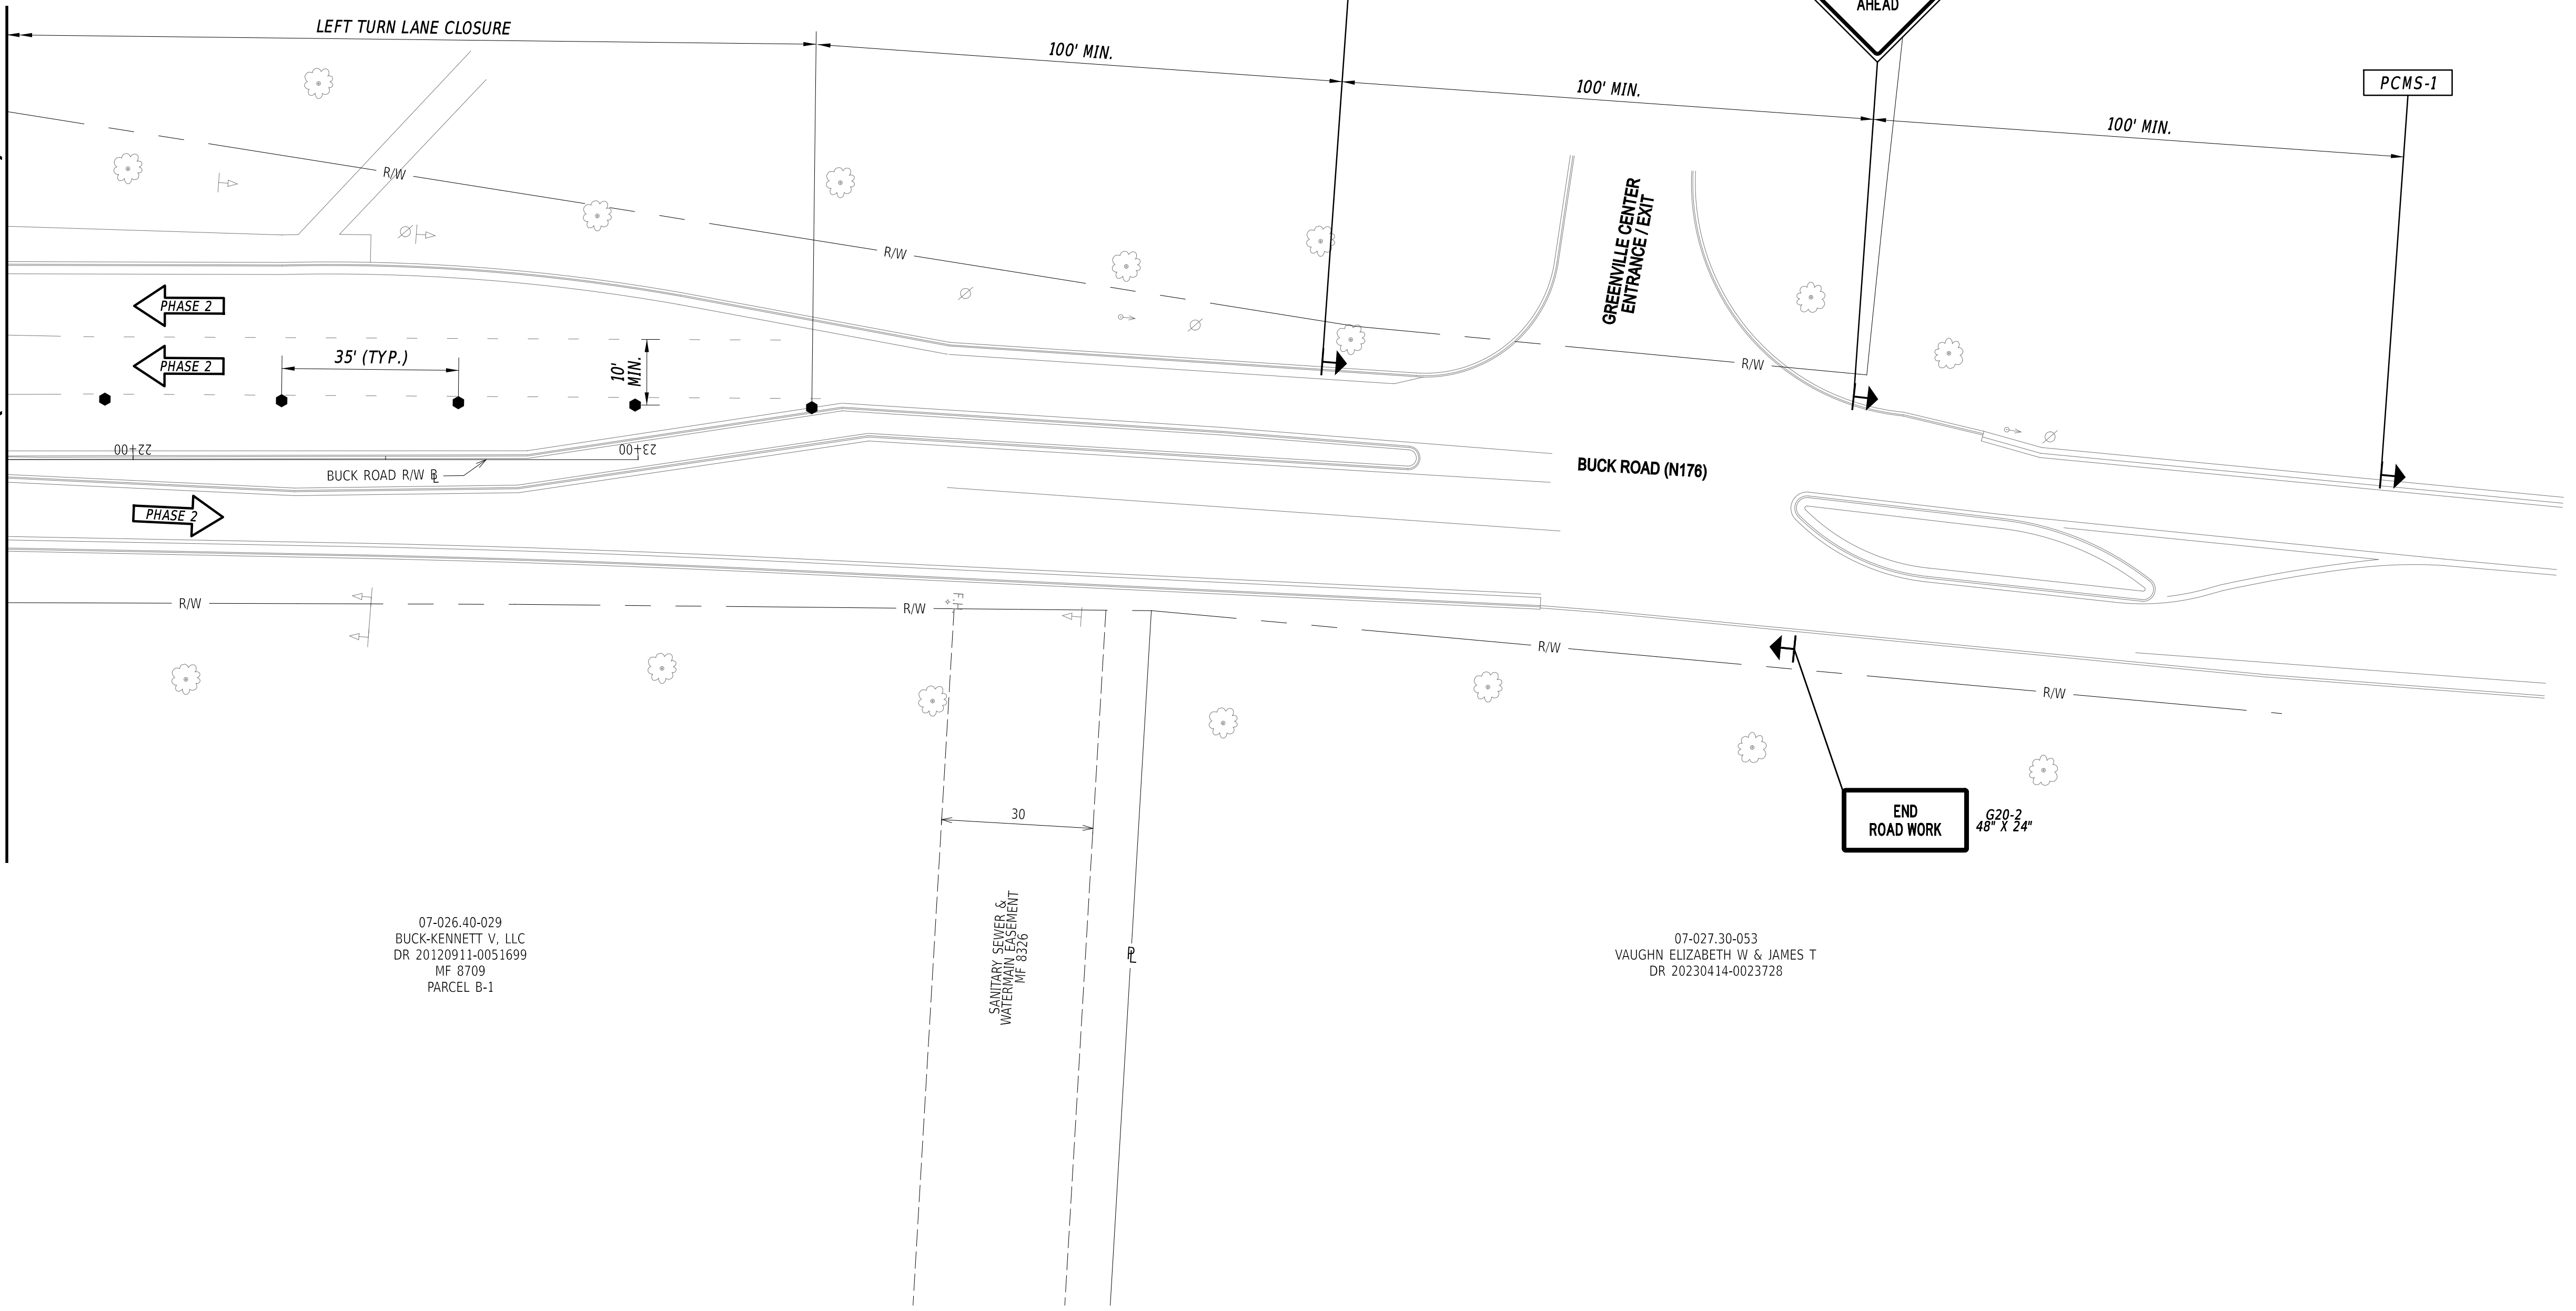 AHEAD
LEFT TURN LANE CLOSURE
100' MIN.
100' MIN.
100' MIN.
PCMS-1
R/W
R/W
R/W
GREENVILLE CENTER
ENTRANCE / EXIT
PHASE 2
PHASE 2
35' (TYP.)
10'
MIN.
22+00
23+00
BUCK ROAD R/W BL
BUCK ROAD (N176)
PHASE 2
R/W
R/W
F.H.
R/W
R/W
END
ROAD WORK
G20-2
48" X 24"
30
SANITARY SEWER &
WATERMAIN EASEMENT
MF 8326
PL
07-026.40-029
BUCK-KENNETT V, LLC
DR 20120911-0051699
MF 8709
PARCEL B-1
07-027.30-053
VAUGHN ELIZABETH W & JAMES T
DR 20230414-0023728